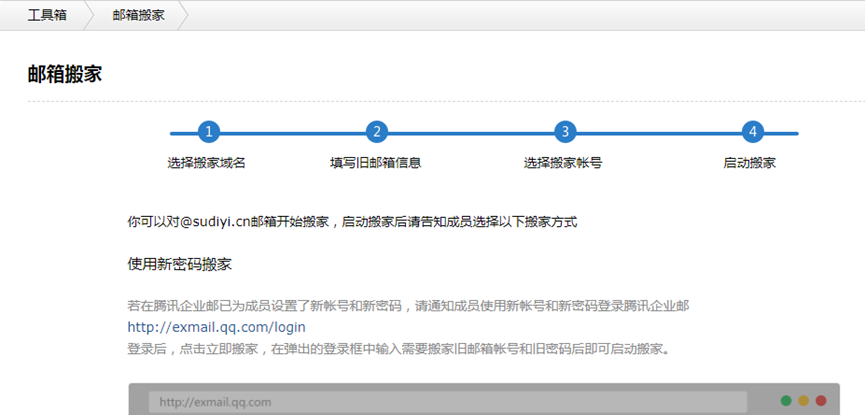 工具箱 邮箱搬家
邮箱搬家
1 2 3 4
选择搬家域名 填写旧邮箱信息 选择搬家帐号 启动搬家
你可以对@sudiyi.cn邮箱开始搬家，启动搬家后请告知成员选择以下搬家方式
使用新密码搬家
若在腾讯企业邮已为成员设置了新帐号和新密码，请通知成员使用新帐号和新密码登录腾讯企业邮
http://exmail.qq.com/login
登录后，点击立即搬家，在弹出的登录框中输入需要搬家旧邮箱帐号和旧密码后即可启动搬家。
http://exmail.qq.com